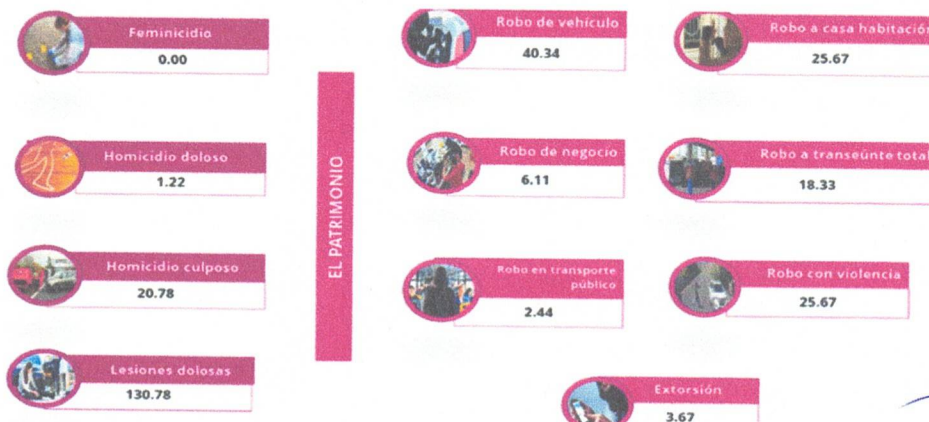 Feminicidio
0.00
Homicidio doloso
1.22
Homicidio culposo
20.78
Lesiones dolosas
130.78
EL PATRIMONIO
Robo de vehículo
40.34
Robo de negocio
6.11
Robo en transporte
público
2.44
Robo a casa habitación
25.67
Robo a transeúnte total
18.33
Robo con violencia
25.67
Extorsión
3.67